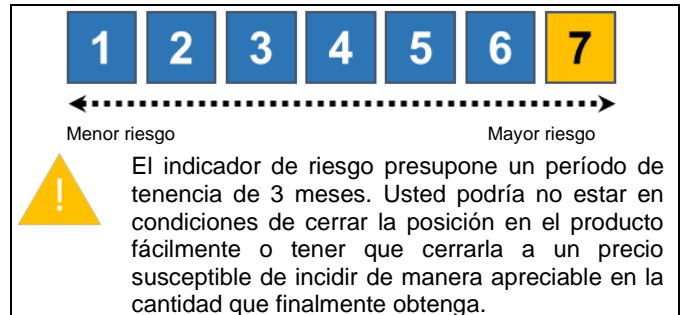 1 2 3 4 5 6 7
Menor riesgo Mayor riesgo
! El indicador de riesgo presupone un período de
tenencia de 3 meses. Usted podría no estar en
condiciones de cerrar la posición en el producto
fácilmente o tener que cerrarla a un precio
susceptible de incidir de manera apreciable en la
cantidad que finalmente obtenga.